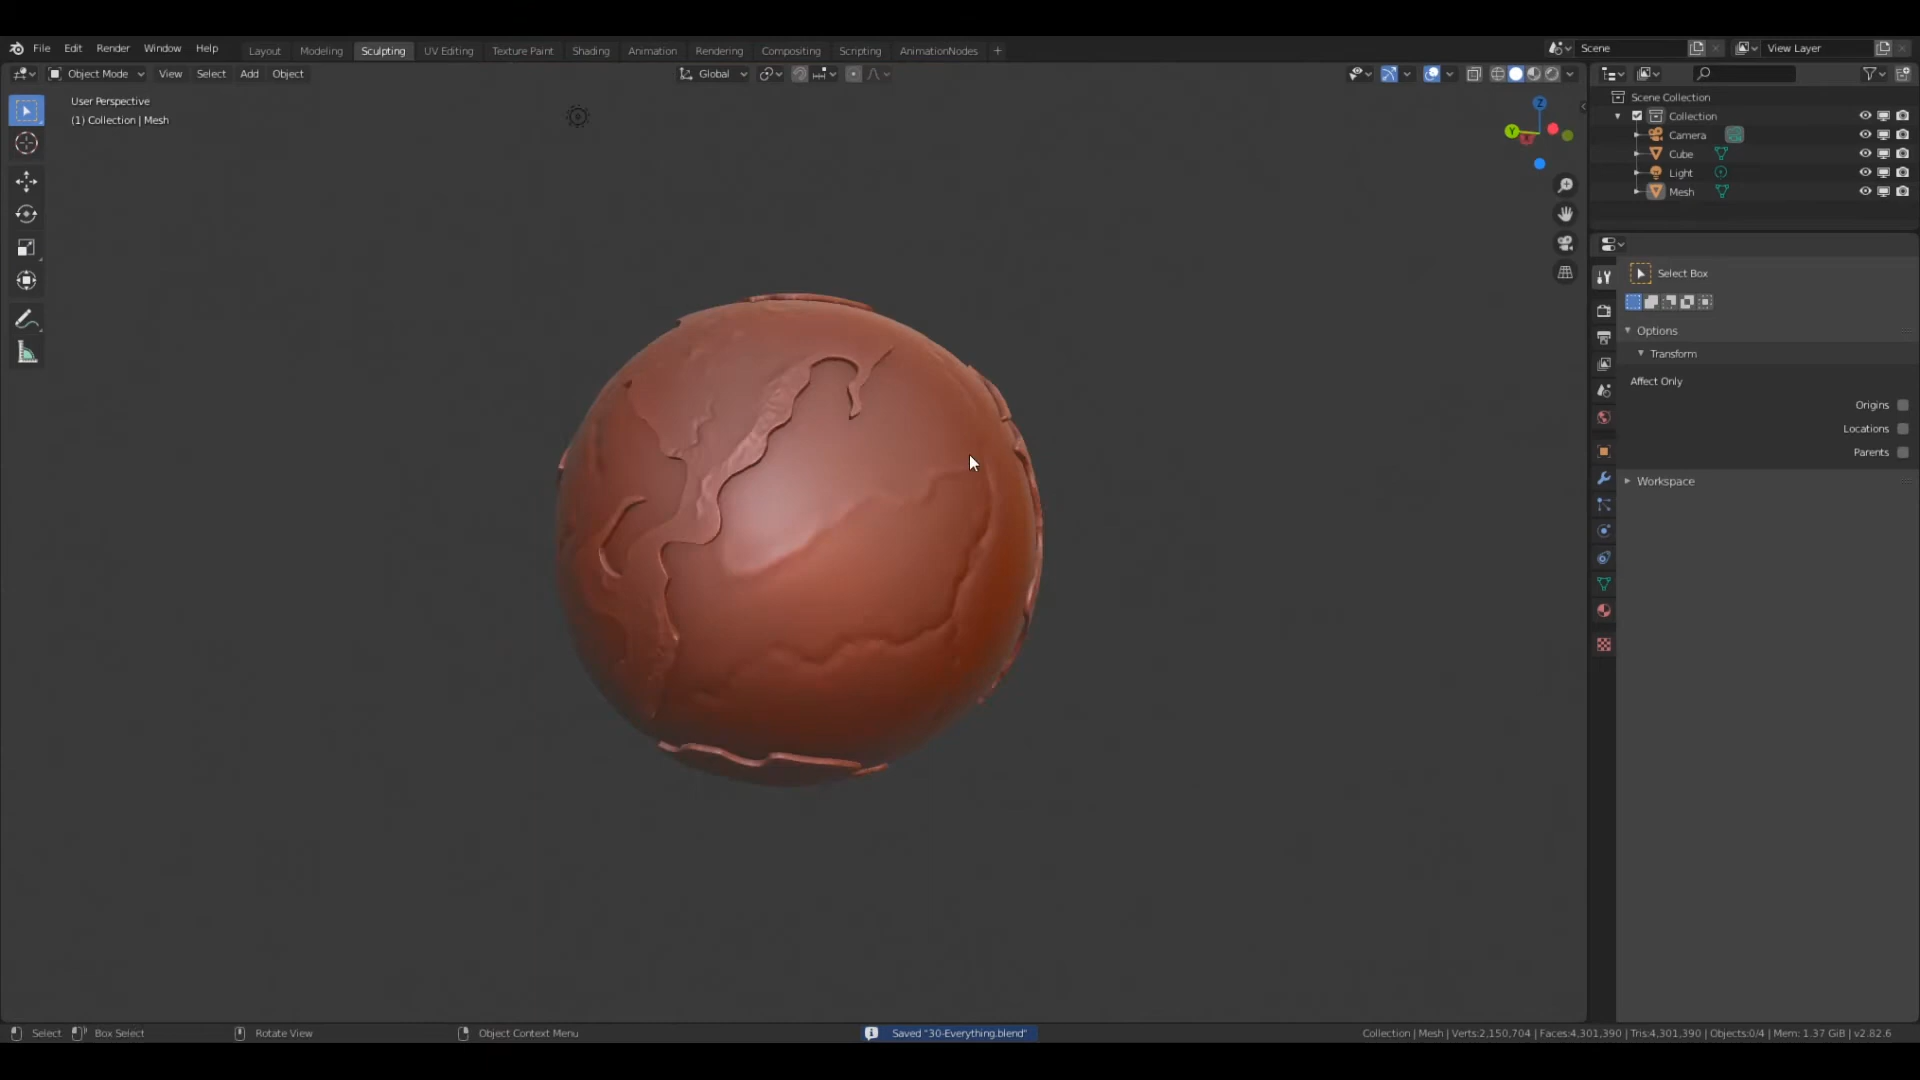 File Edit Render Window Help Layout Modeling Sculpting UV Editing Texture Paint Shading Animation Rendering Compositing Scripting AnimationNodes + Scene View Layer
Object Mode View Select Add Object Global
User Perspective
(1) Collection | Mesh
Z
Y
Scene Collection
Collection
Camera
Cube
Light
Mesh
Select Box
Options
Transform
Affect Only
Origins
Locations
Parents
Workspace
Select Box Select Rotate View Object Context Menu Saved "30-Everything.blend" Collection | Mesh | Verts:2,150,704 | Faces:4,301,390 | Tris:4,301,390 | Objects:0/4 | Mem: 1.37 GiB | v2.82.6